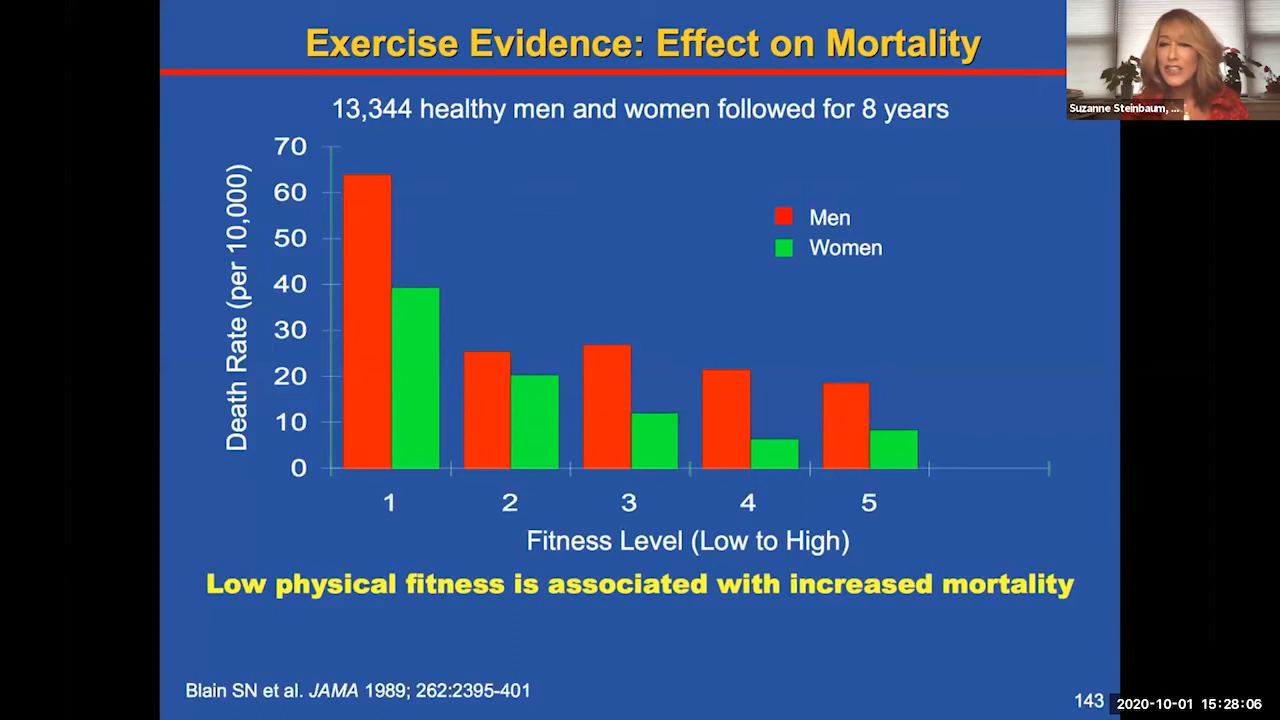 Exercise Evidence: Effect on Mortality
Suzanne Steinbaum, ...
13,344 healthy men and women followed for 8 years
Death Rate (per 10,000)
70
60
50
40
30
20
10
0
Men
Women
1 2 3 4 5
Fitness Level (Low to High)
Low physical fitness is associated with increased mortality
Blain SN et al. JAMA 1989; 262:2395-401
143
2020-10-01 15:28:06